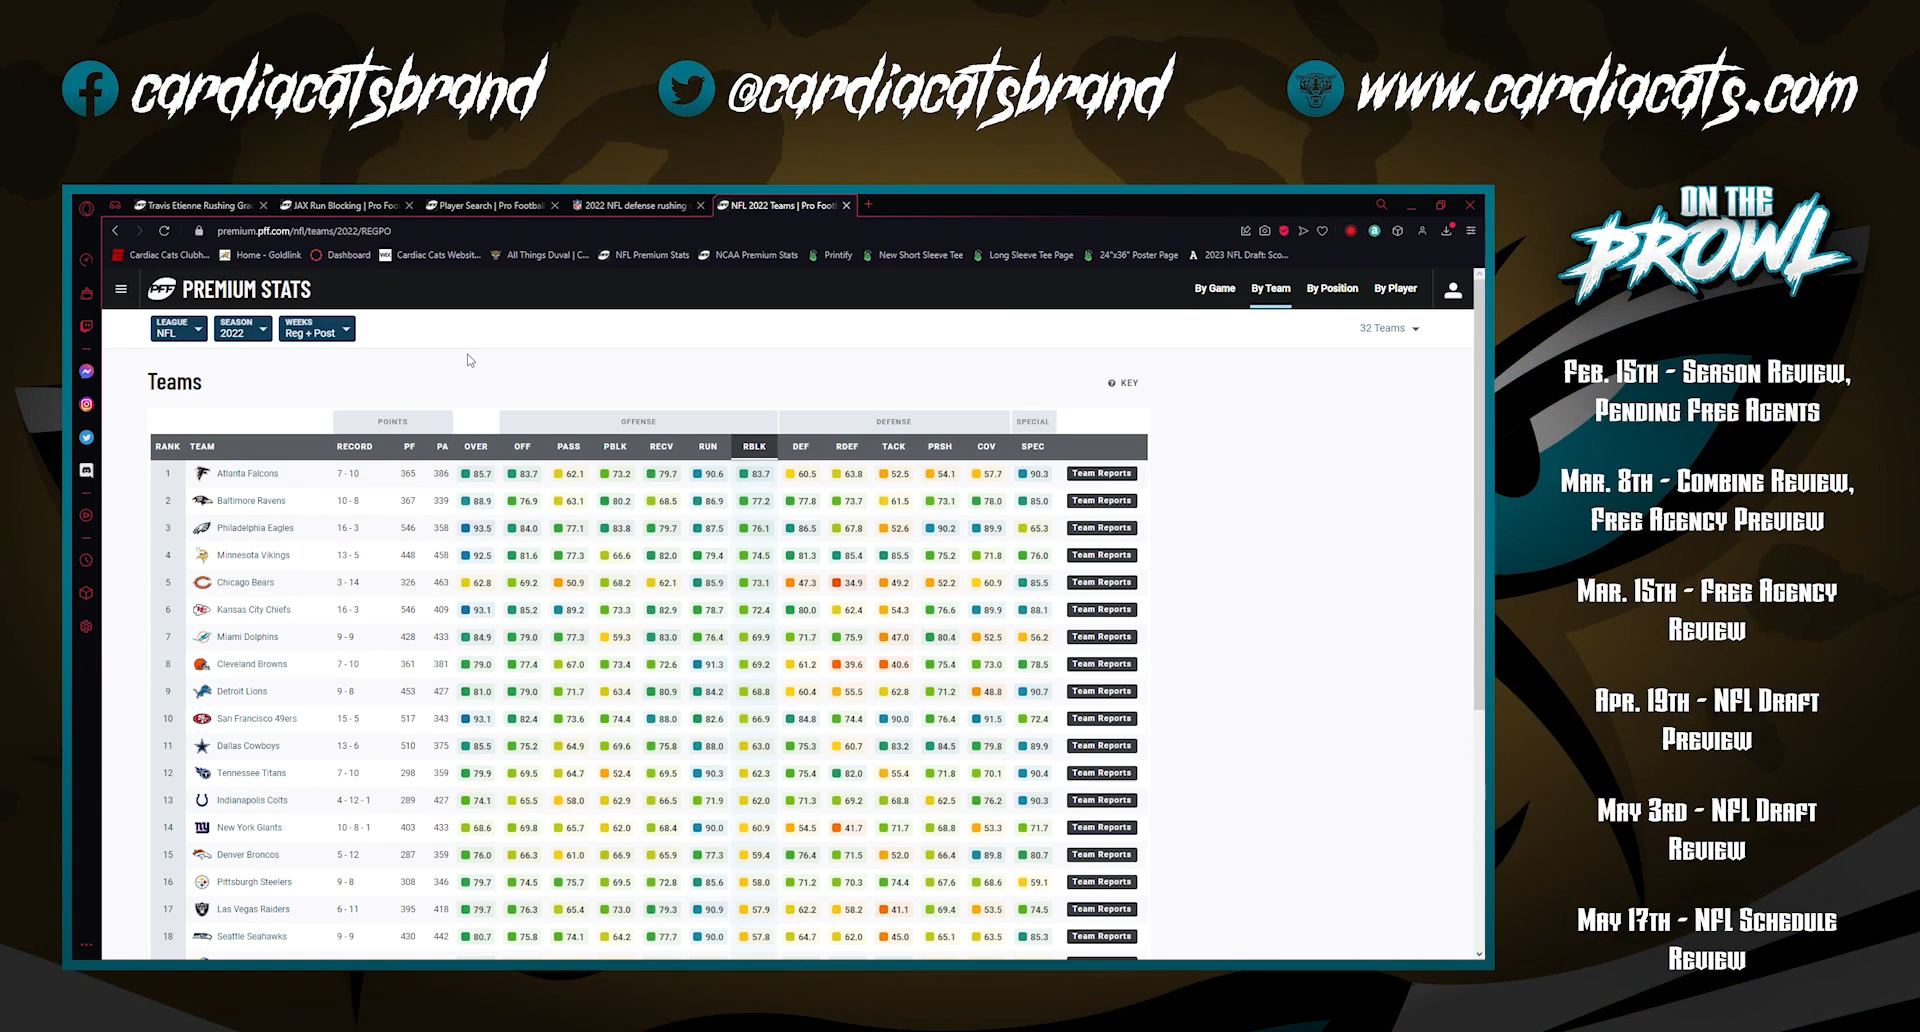 cardiacatsbrand
@cardiacatsbrand
www.cardiacats.com
Travis Etienne Rushing Gra
JAX Run Blocking | Pro Foo
Player Search | Pro Footbal
2022 NFL defense rushing
NFL 2022 Teams | Pro Foot
premium.pff.com/nfl/teams/2022/REGPO
Cardiac Cats Clubh... Home - Goldlink Dashboard Cardiac Cats Websit... All Things Duval | C... NFL Premium Stats NCAA Premium Stats Printify New Short Sleeve Tee Long Sleeve Tee Page 24"x36" Poster Page 2023 NFL Draft: Sco...
PFF PREMIUM STATS
By Game By Team By Position By Player
LEAGUE NFL
SEASON 2022
WEEKS Reg + Post
32 Teams
Teams
KEY
POINTS OFFENSE DEFENSE SPECIAL
RANK TEAM RECORD PF PA OVER OFF PASS PBLK RECV RUN RBLK DEF RDEF TACK PRSH COV SPEC
1 Atlanta Falcons 7 - 10 365 386 85.7 83.7 62.1 73.2 79.7 90.6 83.7 60.5 63.8 52.5 54.1 57.7 90.3 Team Reports
2 Baltimore Ravens 10 - 8 367 339 88.9 76.9 63.1 80.2 68.5 86.9 77.2 77.8 73.7 61.5 73.1 78.0 85.0 Team Reports
3 Philadelphia Eagles 16 - 3 546 358 93.5 84.0 77.1 83.8 79.7 87.5 76.1 86.5 67.8 52.6 90.2 89.9 65.3 Team Reports
4 Minnesota Vikings 13 - 5 448 458 92.5 81.6 77.3 66.6 82.0 79.4 74.5 81.3 85.4 85.5 75.2 71.8 76.0 Team Reports
5 Chicago Bears 3 - 14 326 463 62.8 69.2 50.9 68.2 62.1 85.9 73.1 47.3 34.9 49.2 52.2 60.9 85.5 Team Reports
6 Kansas City Chiefs 16 - 3 546 409 93.1 85.2 89.2 73.3 82.9 78.7 72.4 80.0 62.4 54.3 76.6 89.9 88.1 Team Reports
7 Miami Dolphins 9 - 9 428 433 84.9 79.0 77.3 59.3 83.0 76.4 69.9 71.7 75.9 47.0 80.4 52.5 56.2 Team Reports
8 Cleveland Browns 7 - 10 361 381 79.0 77.4 67.0 73.4 72.6 91.3 69.2 61.2 39.6 40.6 75.4 73.0 78.5 Team Reports
9 Detroit Lions 9 - 8 453 427 81.0 79.0 71.7 63.4 80.9 84.2 68.8 60.4 55.5 62.8 71.2 48.8 90.7 Team Reports
10 San Francisco 49ers 15 - 5 517 343 93.1 82.4 73.6 74.4 88.0 82.6 66.9 84.8 74.4 90.0 76.4 91.5 72.4 Team Reports
11 Dallas Cowboys 13 - 6 510 375 85.5 75.2 64.9 69.6 75.8 88.0 63.0 75.3 60.7 83.2 84.5 79.8 89.9 Team Reports
12 Tennessee Titans 7 - 10 298 359 79.9 69.5 64.7 52.4 69.5 90.3 62.3 75.4 82.0 55.4 71.8 70.1 90.4 Team Reports
13 Indianapolis Colts 4 - 12 - 1 289 427 74.1 65.5 58.0 62.9 66.5 71.9 62.0 71.3 69.2 68.8 62.5 76.2 90.3 Team Reports
14 New York Giants 10 - 8 - 1 403 433 68.6 69.8 65.7 62.0 68.4 90.0 60.9 54.5 41.7 71.7 68.8 53.3 71.7 Team Reports
15 Denver Broncos 5 - 12 287 359 76.0 66.3 61.0 66.9 65.9 77.3 59.4 76.4 71.5 52.0 66.4 89.8 80.7 Team Reports
16 Pittsburgh Steelers 9 - 8 308 346 79.7 74.5 75.7 69.5 72.8 85.6 58.0 71.2 70.3 74.4 67.6 68.6 59.1 Team Reports
17 Las Vegas Raiders 6 - 11 395 418 79.7 76.3 65.4 73.0 79.3 90.9 57.9 62.2 58.2 41.1 69.4 53.5 74.5 Team Reports
18 Seattle Seahawks 9 - 9 430 442 80.7 75.8 74.1 64.2 77.7 90.0 57.8 64.7 62.0 45.0 65.1 63.5 85.3 Team Reports
ON THE
PROWL
Feb. 15th - Season Review,
Pending Free Agents
Mar. 8th - Combine Review,
Free Agency Preview
Mar. 15th - Free Agency
Review
Apr. 19th - NFL Draft
Preview
May 3rd - NFL Draft
Review
May 17th - NFL Schedule
Review